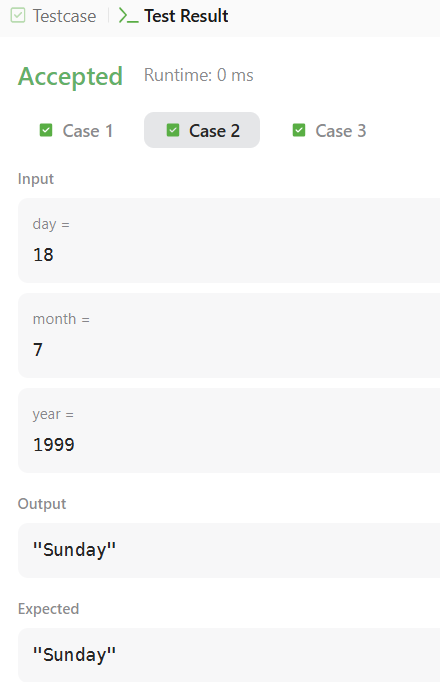 Testcase | Test Result
Accepted Runtime: 0 ms
Case 1 Case 2 Case 3
Input
day =
18
month =
7
year =
1999
Output
"Sunday"
Expected
"Sunday"